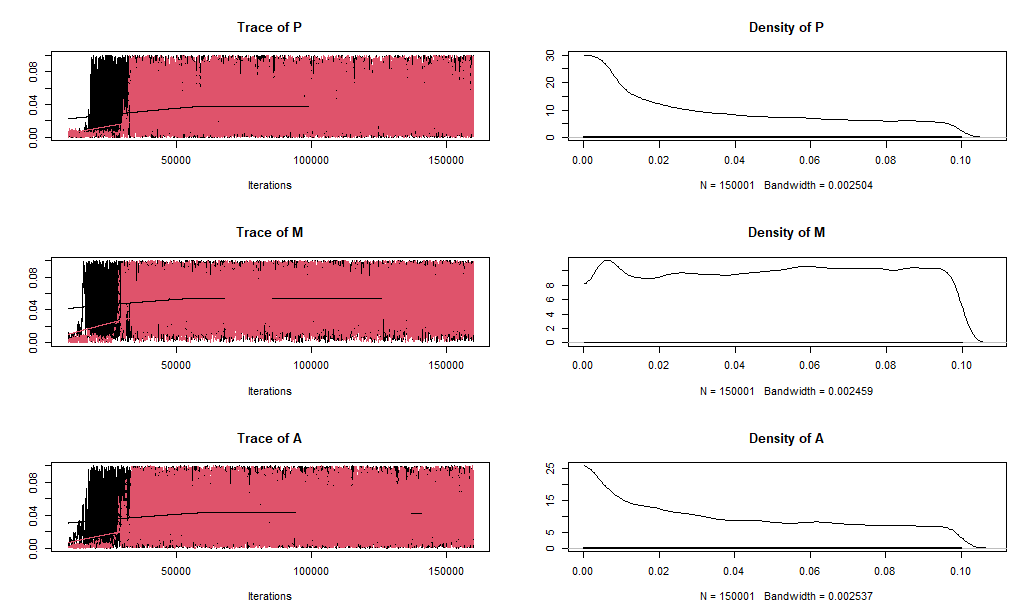 Trace of P
0.00 0.04 0.08
50000 100000 150000
Iterations
Density of P
0 10 20 30
0.00 0.02 0.04 0.06 0.08 0.10
N = 150001 Bandwidth = 0.002504
Trace of M
0.00 0.04 0.08
50000 100000 150000
Iterations
Density of M
0 2 4 6 8
0.00 0.02 0.04 0.06 0.08 0.10
N = 150001 Bandwidth = 0.002459
Trace of A
0.00 0.04 0.08
50000 100000 150000
Iterations
Density of A
0 5 15 25
0.00 0.02 0.04 0.06 0.08 0.10
N = 150001 Bandwidth = 0.002537